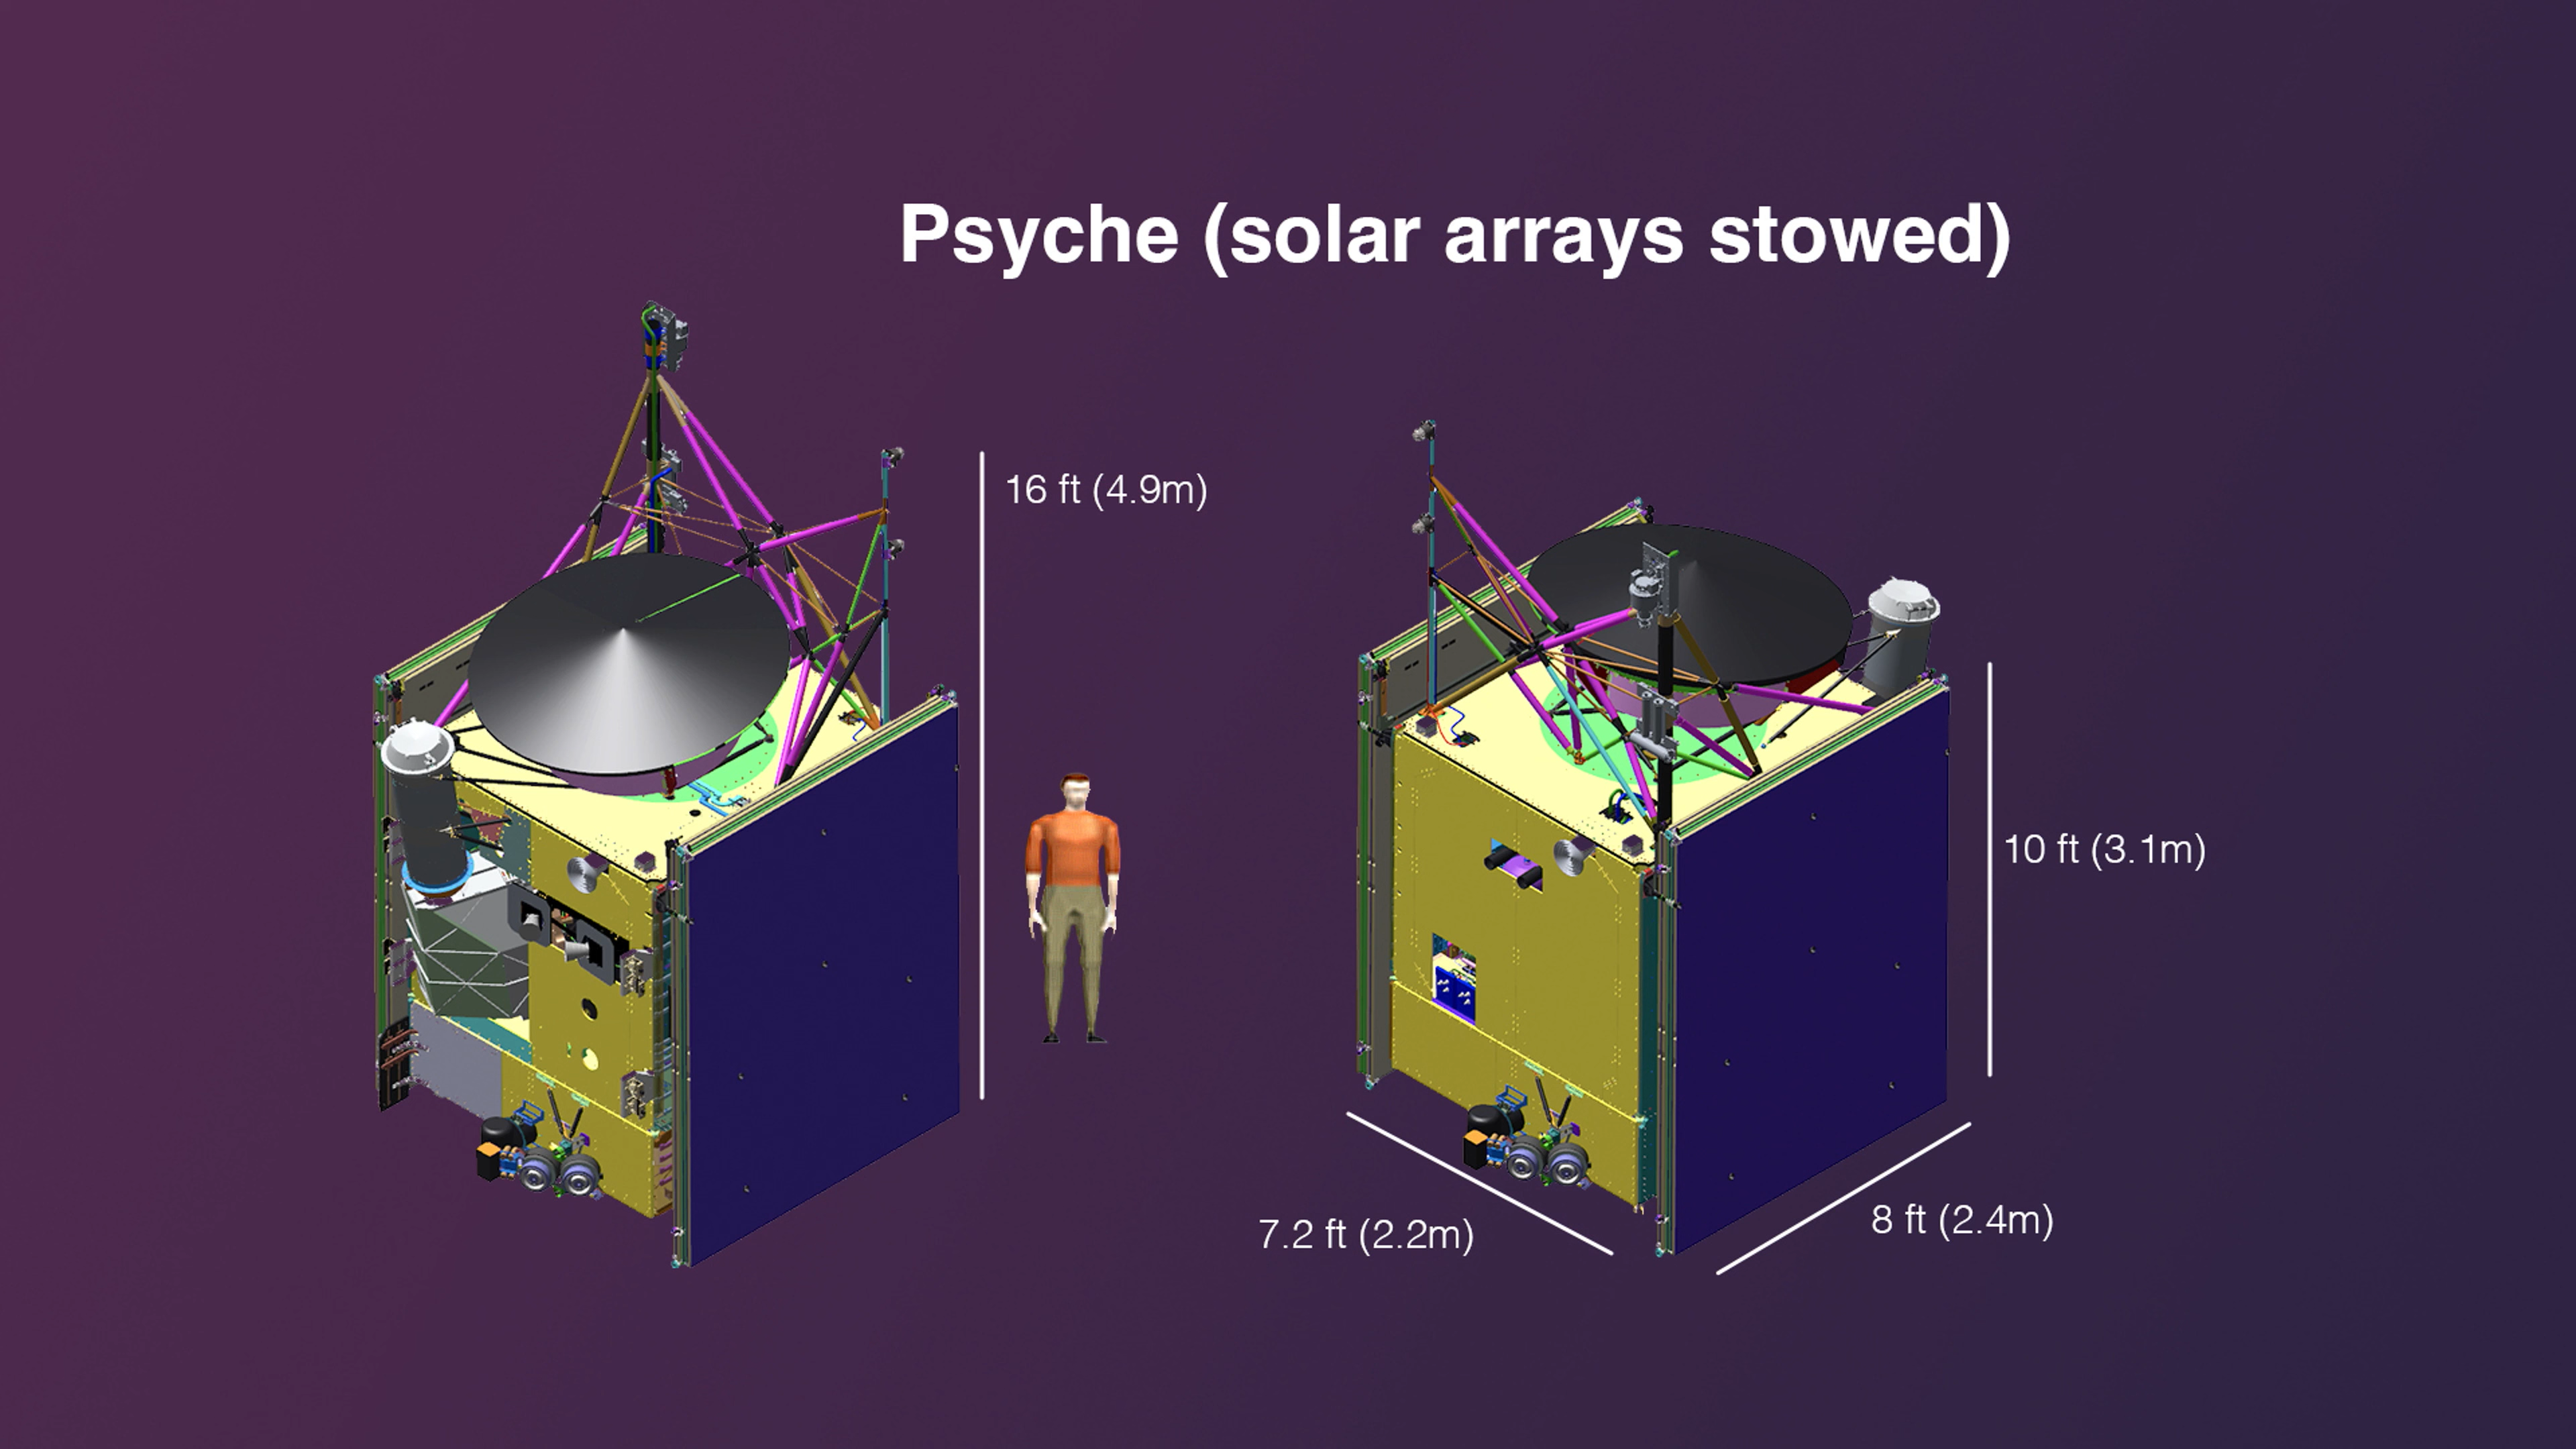 Psyche (solar arrays stowed)
16 ft (4.9m)
10 ft (3.1m)
7.2 ft (2.2m)
8 ft (2.4m)